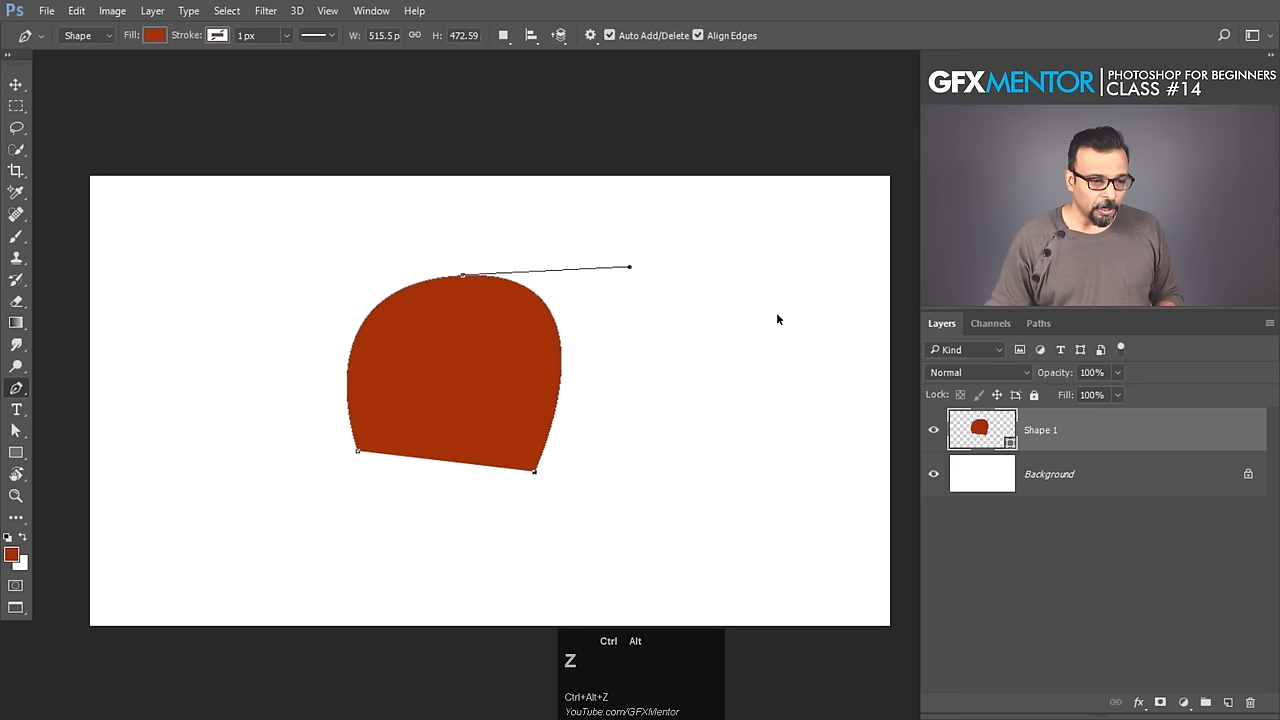 Ps File Edit Image Layer Type Select Filter 3D View Window Help
Shape Fill: Stroke: 1 px W: 515.5 p H: 472.59 Auto Add/Delete Align Edges
GFXMENTOR PHOTOSHOP FOR BEGINNERS
CLASS #14
Layers Channels Paths
Kind
Normal Opacity: 100%
Lock: Fill: 100%
Shape 1
Background
Ctrl Alt
Z
Ctrl+Alt+Z
YouTube.com/GFXMentor